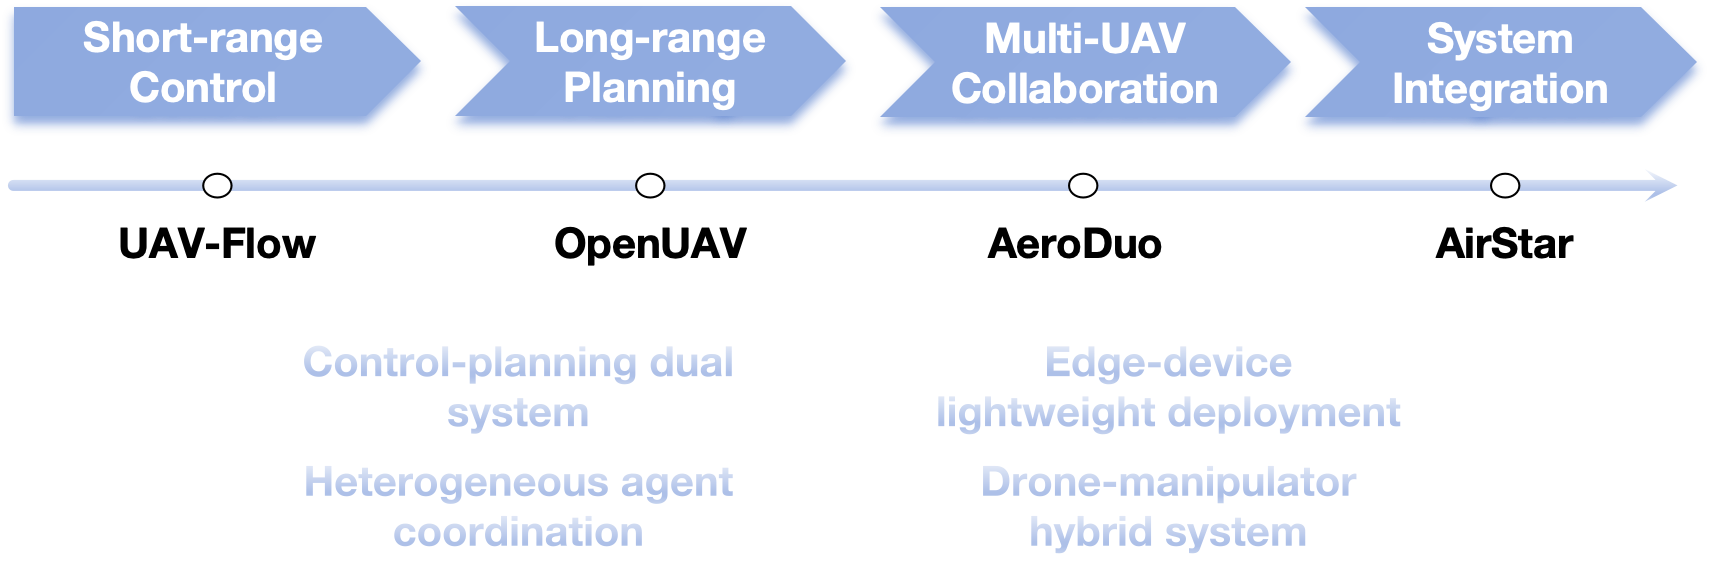 Short-range
Control
Long-range
Planning
Multi-UAV
Collaboration
System
Integration
UAV-Flow
OpenUAV
AeroDuo
AirStar
Control-planning dual
system
Edge-device
lightweight deployment
Heterogeneous agent
coordination
Drone-manipulator
hybrid system